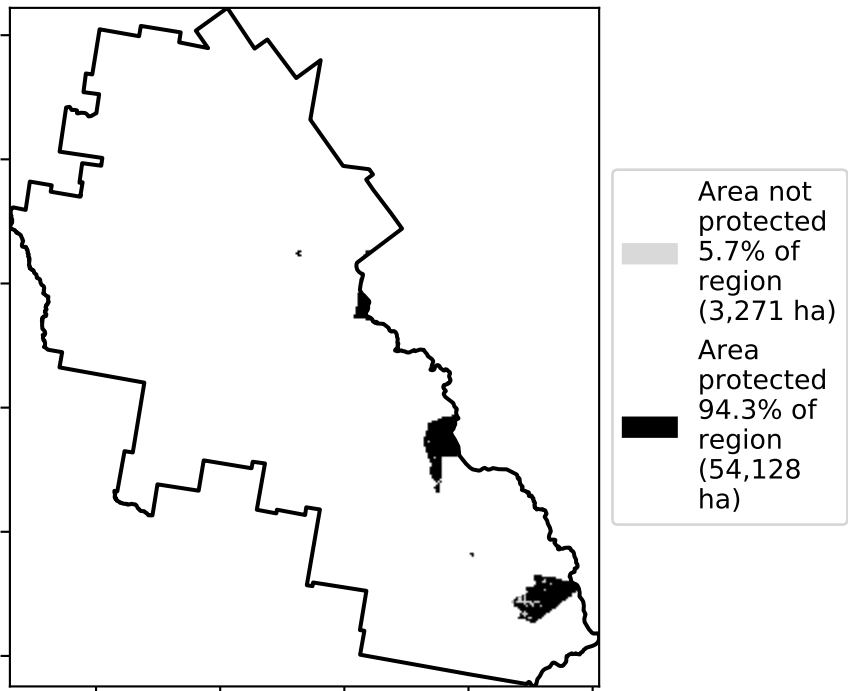 Area not
protected
5.7% of
region
(3,271 ha)
Area
protected
94.3% of
region
(54,128
ha)